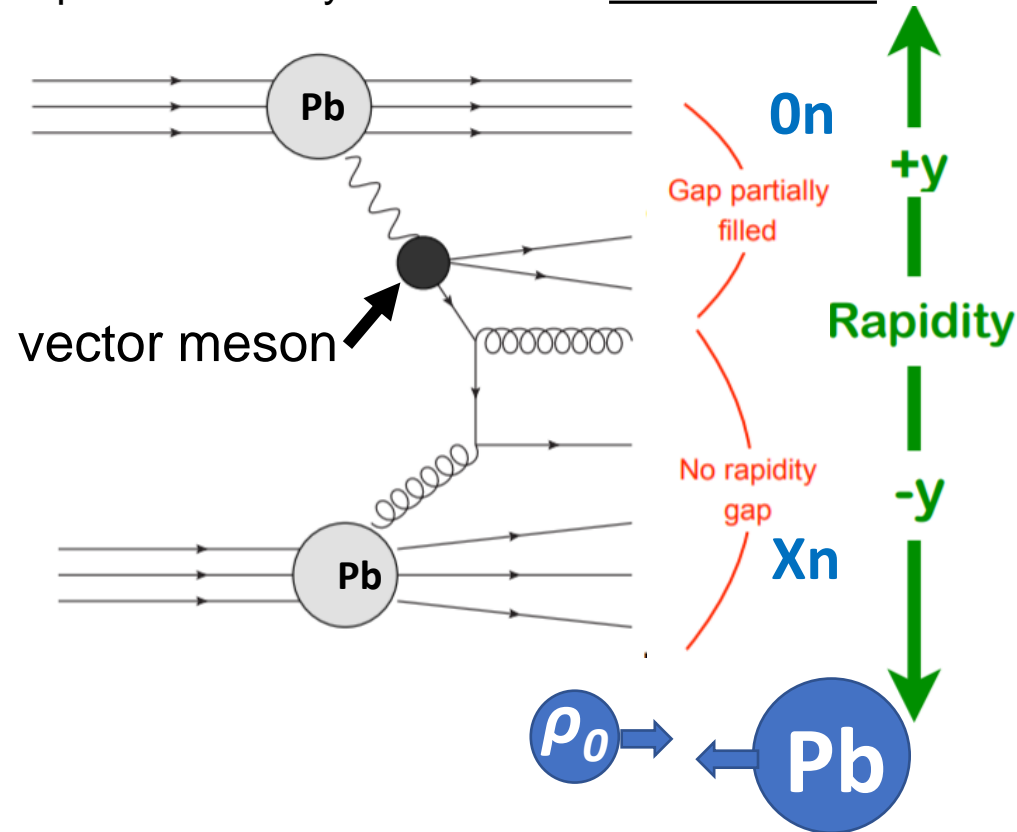 Pb
0n
+y
Gap partially
filled
vector meson
Rapidity
No rapidity
gap
-y
Xn
Pb
ρ0
Pb